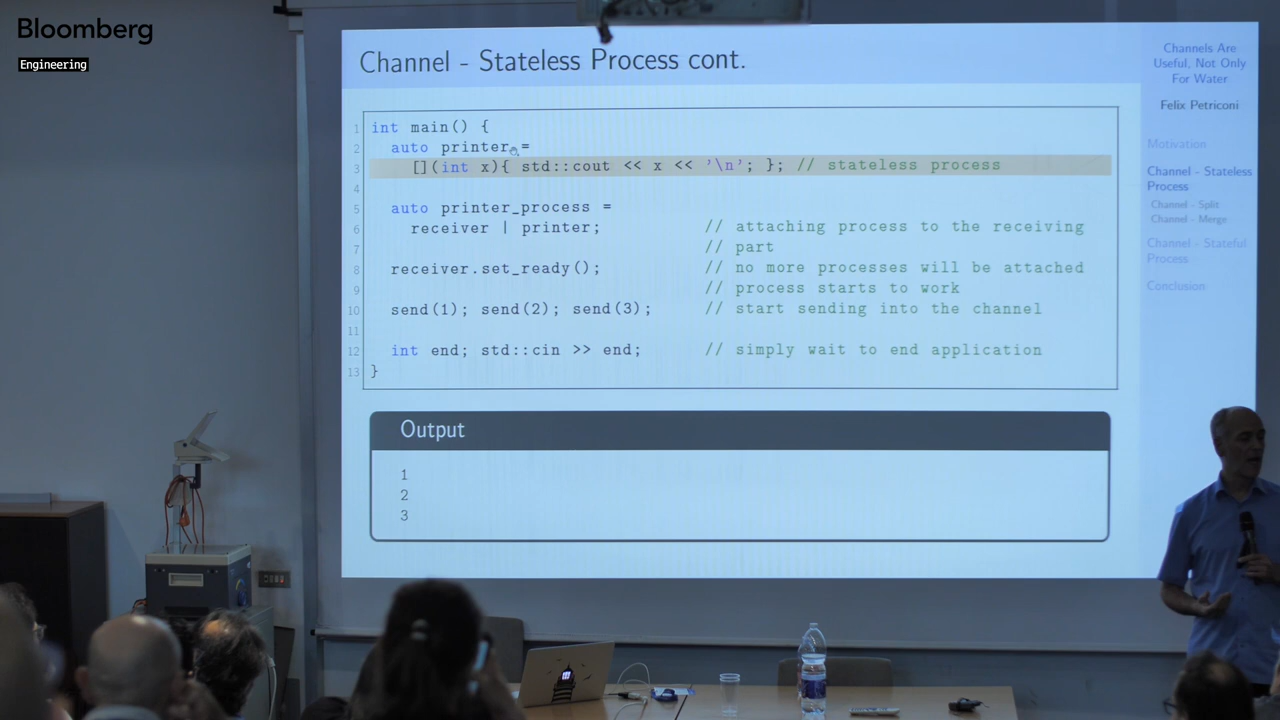 Bloomberg
Engineering
Channel - Stateless Process cont.
1 int main() {
2 auto printer =
3 [](int x){ std::cout << x << '\n'; }; // stateless process
4
5 auto printer_process =
6 receiver | printer; // attaching process to the receiving
7 // part
8 receiver.set_ready(); // no more processes will be attached
9 // process starts to work
10 send(1); send(2); send(3); // start sending into the channel
11
12 int end; std::cin >> end; // simply wait to end application
13 }
Output
1
2
3
Channels Are
Useful, Not Only
For Water
Felix Petriconi
Motivation
Channel - Stateless
Process
Channel - Split
Channel - Merge
Channel - Stateful
Process
Conclusion